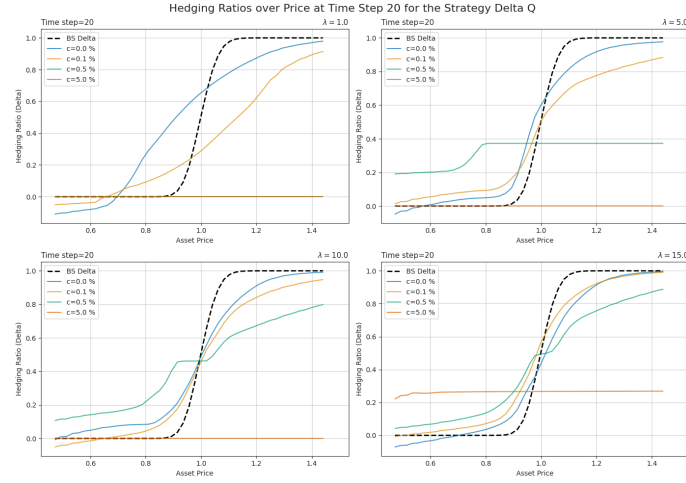 Hedging Ratios over Price at Time Step 20 for the Strategy Delta Q
Time step=20
λ = 1.0
BS Delta
c=0.0 %
c=0.1 %
c=0.5 %
c=5.0 %
1.0
0.8
0.6
0.4
0.2
0.0
Hedging Ratio (Delta)
0.6 0.8 1.0 1.2 1.4
Asset Price
Time step=20
λ = 5.0
BS Delta
c=0.0 %
c=0.1 %
c=0.5 %
c=5.0 %
1.0
0.8
0.6
0.4
0.2
0.0
Hedging Ratio (Delta)
0.6 0.8 1.0 1.2 1.4
Asset Price
Time step=20
λ = 10.0
BS Delta
c=0.0 %
c=0.1 %
c=0.5 %
c=5.0 %
1.0
0.8
0.6
0.4
0.2
0.0
Hedging Ratio (Delta)
0.6 0.8 1.0 1.2 1.4
Asset Price
Time step=20
λ = 15.0
BS Delta
c=0.0 %
c=0.1 %
c=0.5 %
c=5.0 %
1.0
0.8
0.6
0.4
0.2
0.0
Hedging Ratio (Delta)
0.6 0.8 1.0 1.2 1.4
Asset Price